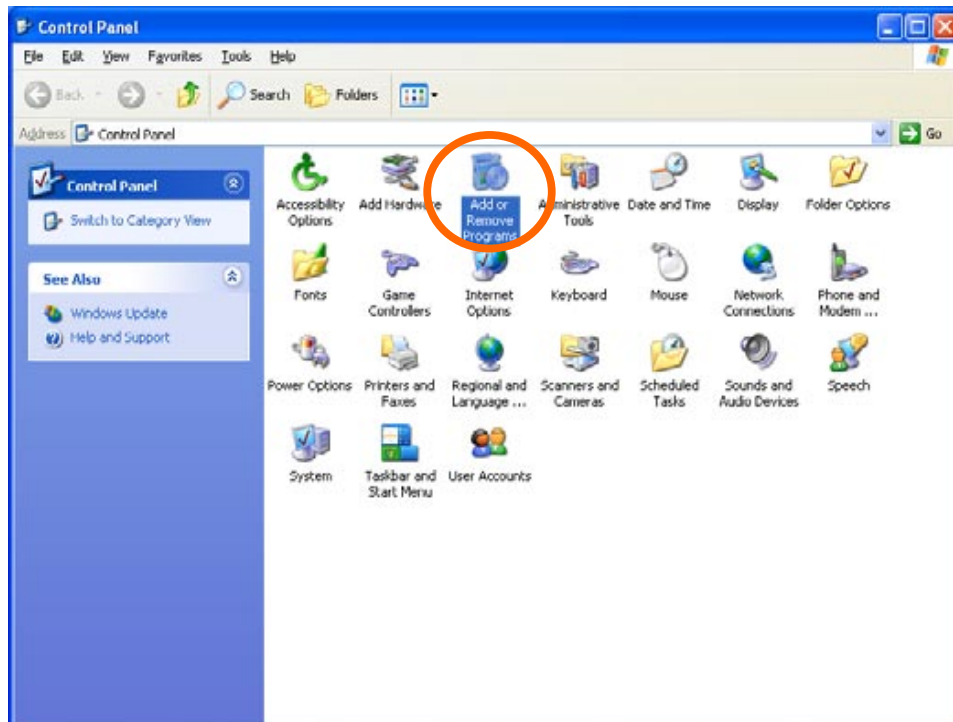 Control Panel
File Edit View Favorites Tools Help
Back Search Folders
Address Control Panel Go
Control Panel
Switch to Category View
See Also
Windows Update
Help and Support
Accessibility Add Hardware Add or Administrative Date and Time Display Folder Options
Options Remove Tools
Programs
Fonts Game Internet Keyboard Mouse Network Phone and
Controllers Options Connections Modem ...
Power Options Printers and Regional and Scanners and Scheduled Sounds and Speech
Faxes Language ... Cameras Tasks Audio Devices
System Taskbar and User Accounts
Start Menu